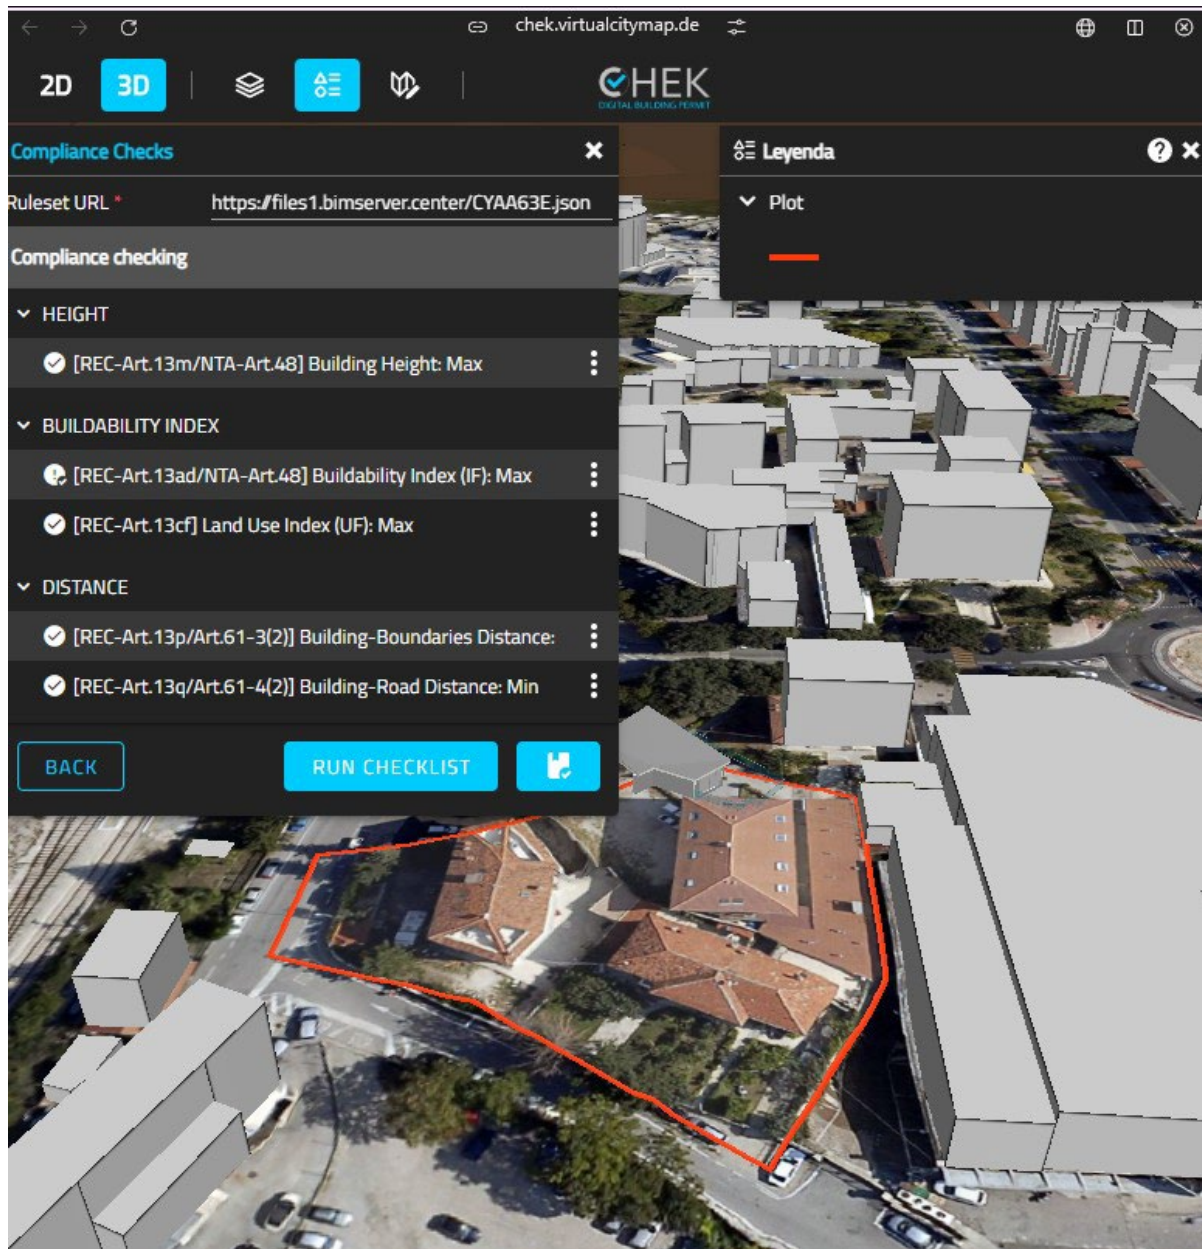 chek.virtualcitymap.de
2D 3D CHEK
DIGITAL BUILDING PERMIT
Compliance Checks
Ruleset URL * https://files1.bimserver.center/CYAA63E.json
Compliance checking
HEIGHT
[REC-Art.13m/NTA-Art.48] Building Height: Max
BUILDABILITY INDEX
[REC-Art.13ad/NTA-Art.48] Buildability Index (IF): Max
[REC-Art.13cf] Land Use Index (UF): Max
DISTANCE
[REC-Art.13p/Art.61-3(2)] Building-Boundaries Distance:
[REC-Art.13q/Art.61-4(2)] Building-Road Distance: Min
BACK RUN CHECKLIST
Leyenda
Plot